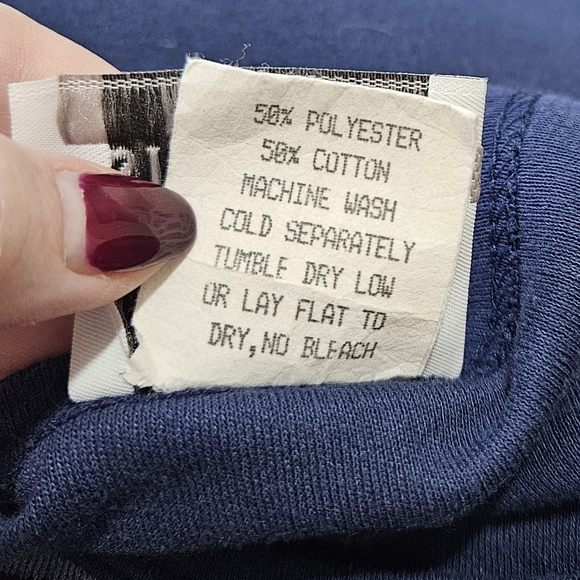 50% POLYESTER
50% COTTON
MACHINE WASH
COLD SEPARATELY
TUMBLE DRY LOW
OR LAY FLAT TO
DRY,NO BLEACH